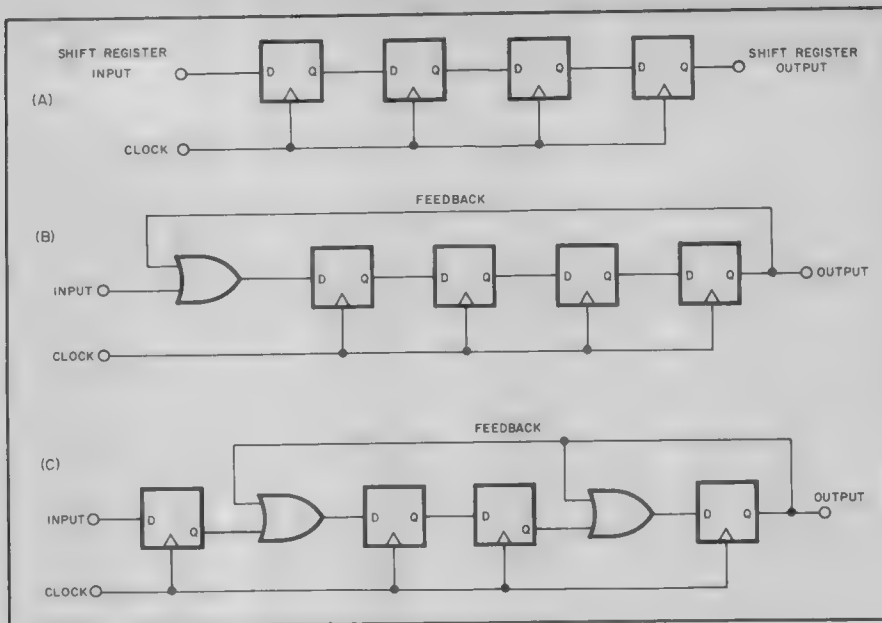 SHIFT REGISTER
INPUT
D Q D Q D Q D Q
SHIFT REGISTER
OUTPUT
(A)
CLOCK
FEEDBACK
(B)
INPUT
D Q D Q D Q D Q
OUTPUT
CLOCK
FEEDBACK
(C)
INPUT
D Q D Q D Q D Q
OUTPUT
CLOCK